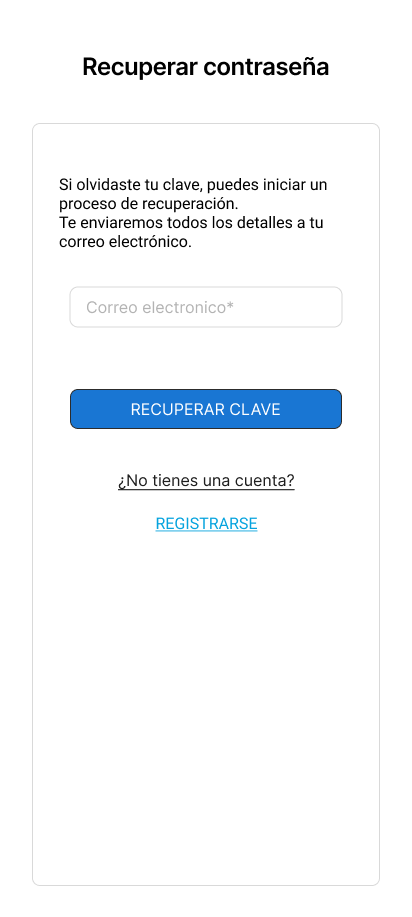 Recuperar contraseña
Si olvidaste tu clave, puedes iniciar un
proceso de recuperación.
Te enviaremos todos los detalles a tu
correo electrónico.
Correo electronico*
RECUPERAR CLAVE
¿No tienes una cuenta?
REGISTRARSE